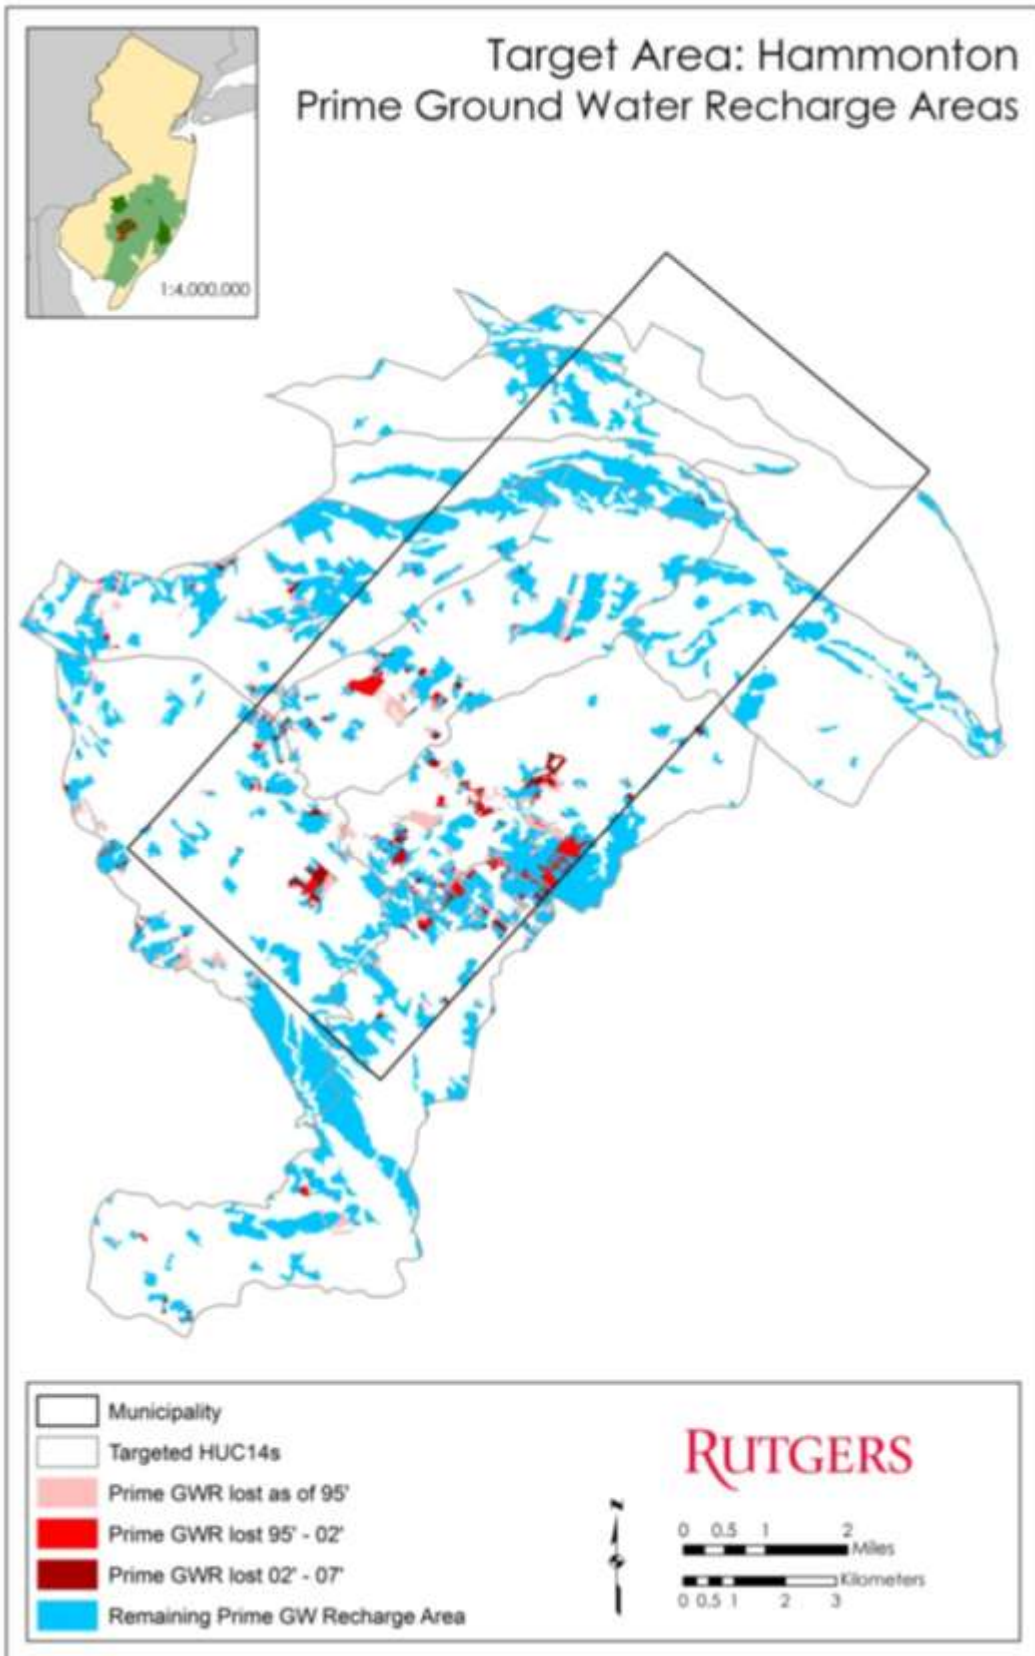 Target Area: Hammonton
Prime Ground Water Recharge Areas
1:4,000,000
Municipality
Targeted HUC14s
Prime GWR lost as of 95'
Prime GWR lost 95' - 02'
Prime GWR lost 02' - 07'
Remaining Prime GW Recharge Area
RUTGERS
N
0 0.5 1 2
Miles
Kilometers
0 0.5 1 2 3